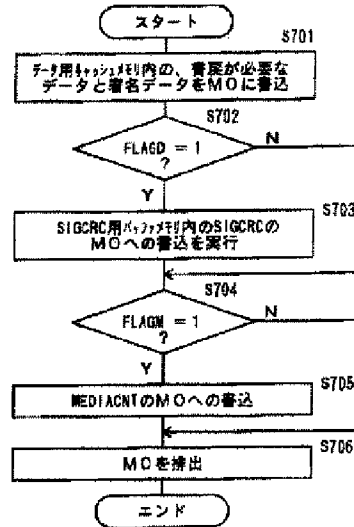 スタート
S701
データ用キャッシュメモリ内の、書戻が必要な
データと署名データをMOに書込
S702
FLAGD = 1
?
N
Y
S703
SIGCRC用バッファメモリ内のSIGCRCの
MOへの書込を実行
S704
FLAGM = 1
?
N
Y
S705
MEDIACNTのMOへの書込
S706
MOを排出
エンド